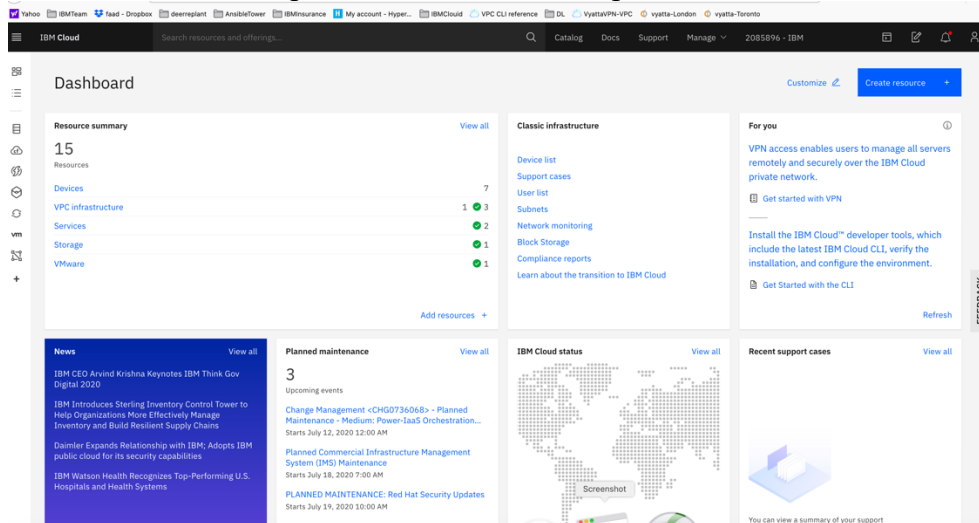 Yahoo IBMTeam faad - Dropbox deerreplant AnsibleTower IBMinsurance My account - Hyper... IBMClouid VPC CLI reference DL VyattaVPN-VPC vyatta-London vyatta-Toronto
IBM Cloud Search resources and offerings... Catalog Docs Support Manage 2085896 - IBM
Dashboard
Customize
Create resource +
Resource summary View all
15
Resources
Devices 7
VPC infrastructure 1 3
Services 2
Storage 1
VMware 1
Add resources +
Classic infrastructure
Device list
Support cases
User list
Subnets
Network monitoring
Block Storage
Compliance reports
Learn about the transition to IBM Cloud
For you
VPN access enables users to manage all servers
remotely and securely over the IBM Cloud
private network.
Get started with VPN
Install the IBM Cloud™ developer tools, which
include the latest IBM Cloud CLI, verify the
installation, and configure the environment.
Get Started with the CLI
Refresh
FEEDBACK
vm
News View all
IBM CEO Arvind Krishna Keynotes IBM Think Gov
Digital 2020
IBM Introduces Sterling Inventory Control Tower to
Help Organizations More Effectively Manage
Inventory and Build Resilient Supply Chains
Daimler Expands Relationship with IBM; Adopts IBM
public cloud for its security capabilities
IBM Watson Health Recognizes Top-Performing U.S.
Hospitals and Health Systems
Planned maintenance View all
3
Upcoming events
Change Management <CHG0736068> - Planned
Maintenance - Medium: Power-IaaS Orchestration...
Starts July 12, 2020 12:00 AM
Planned Commercial Infrastructure Management
System (IMS) Maintenance
Starts July 18, 2020 7:00 AM
PLANNED MAINTENANCE: Red Hat Security Updates
Starts July 19, 2020 10:00 AM
IBM Cloud status View all
Screenshot
Recent support cases View all
You can view a summary of your support